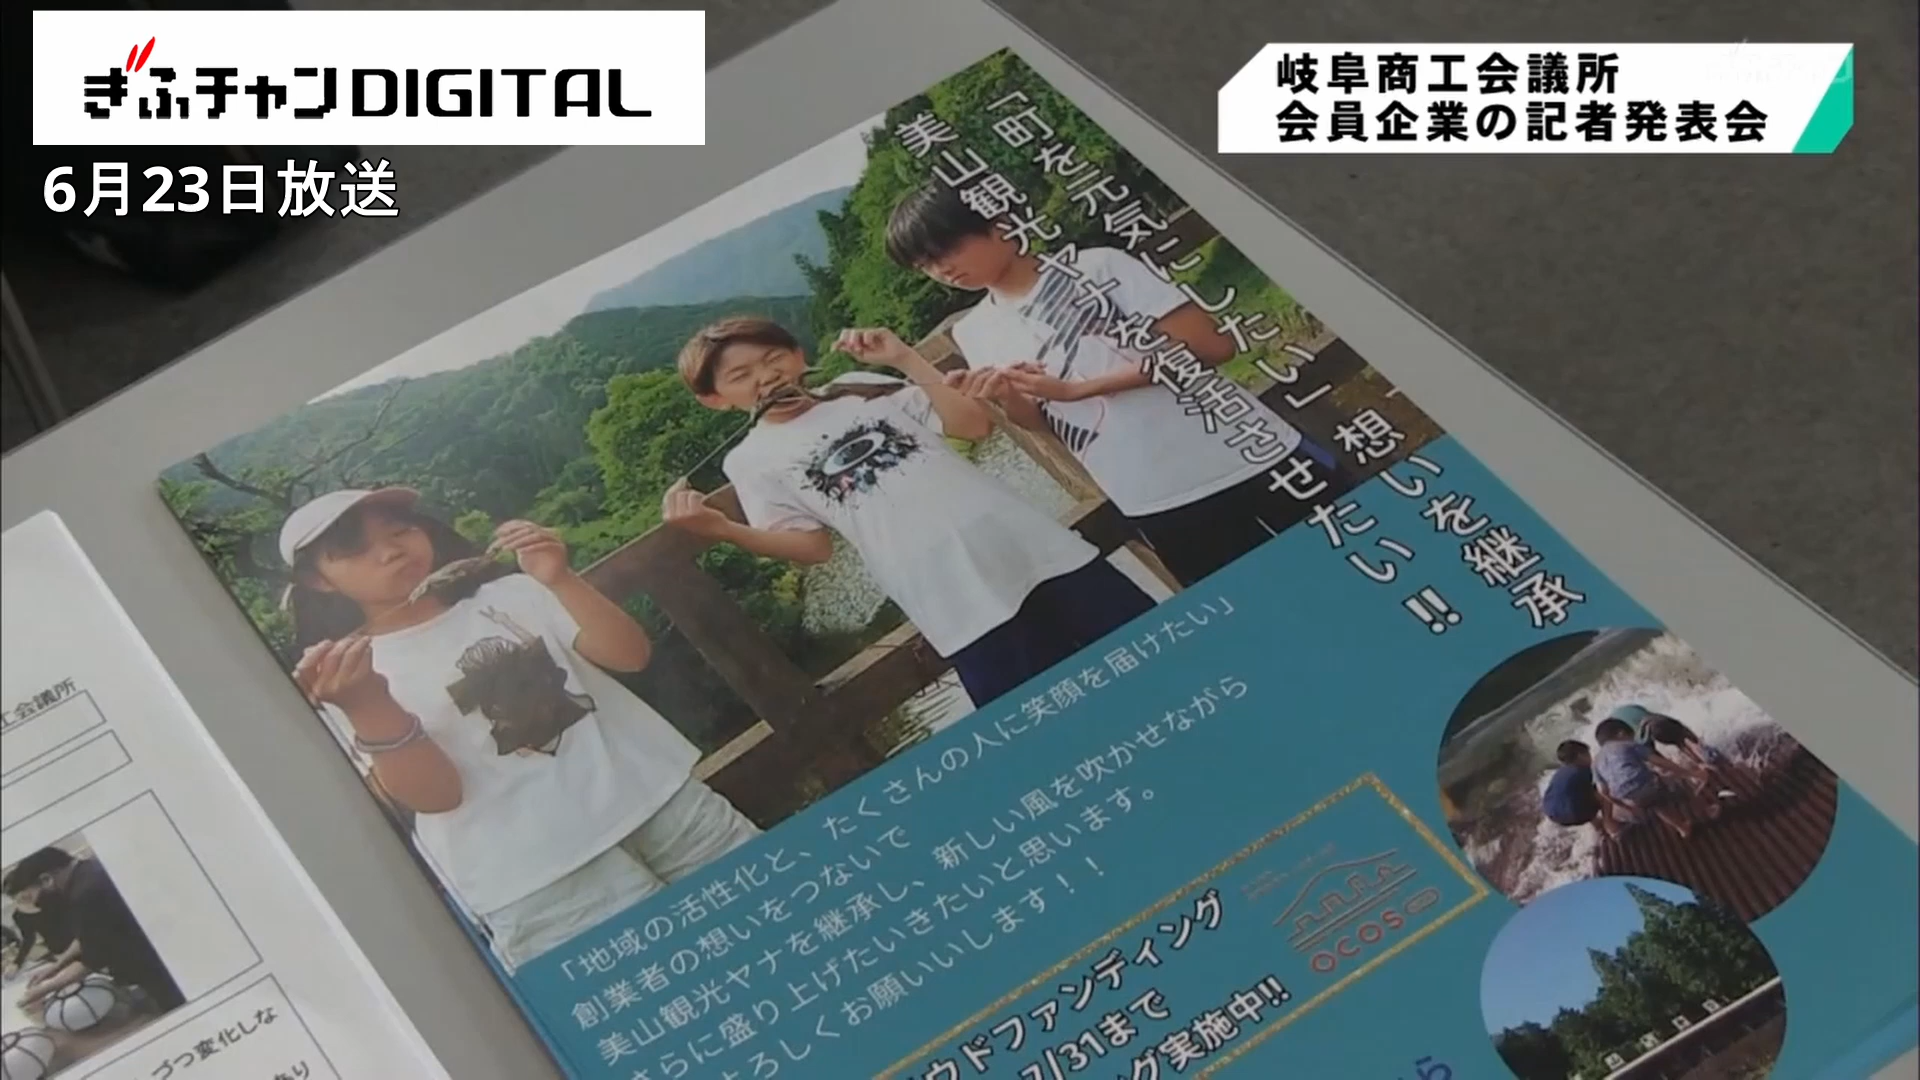 ぎふチャンDIGITAL
6月23日放送
岐阜商工会議所
会員企業の記者発表会
「町を元気にしたい」想いを継承
美山観光ヤナを復活させたい!!
「地域の活性化と、たくさんの人に笑顔を届けたい」
創業者の想いをつないで
美山観光ヤナを継承し、新しい風を吹かせながら
さらに盛り上げたいきたいと思います。
よろしくお願いいします！！
ウドファンディング
7/31まで
グ実施中!!
OCOS
工会議所
づつ変化しな